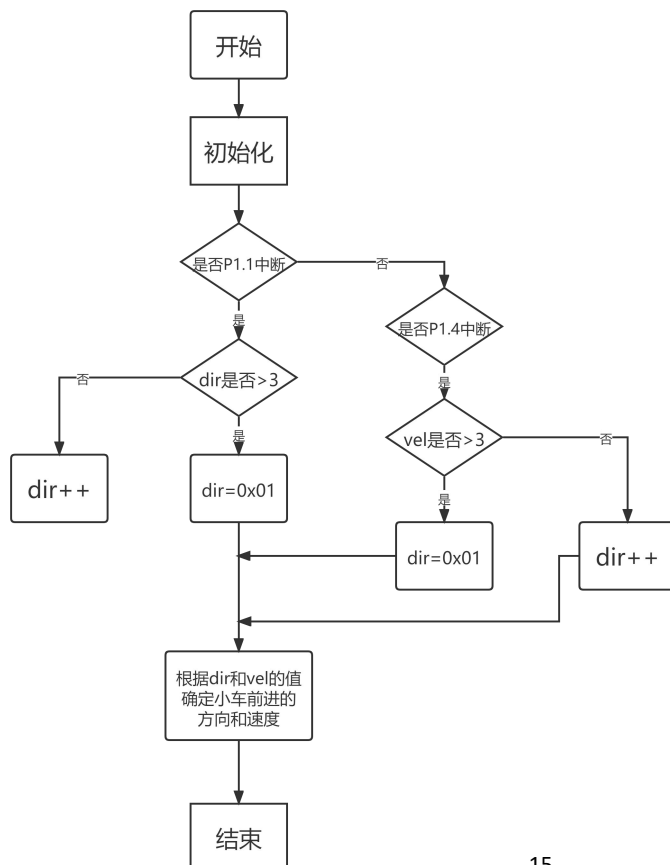 开始
初始化
是否P1.1中断
否
是
是否P1.4中断
是
dir是否>3
否
是
vel是否>3
否
是
dir++
dir=0x01
dir=0x01
dir++
根据dir和vel的值
确定小车前进的
方向和速度
结束
15